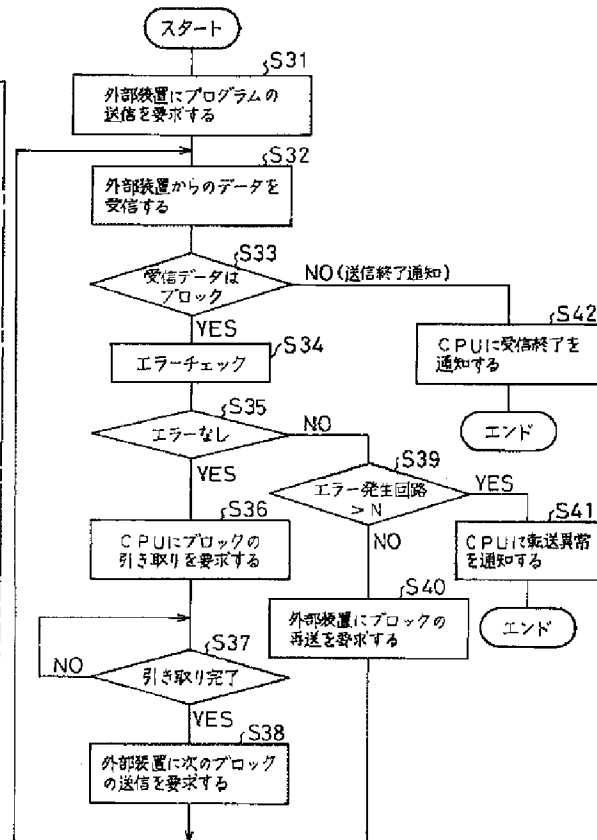 スタート
S31
外部装置にプログラムの
送信を要求する
S32
外部装置からのデータを
受信する
S33
受信データは
ブロック
NO(送信終了通知)
YES
S42
CPUに受信終了を
通知する
エンド
S34
エラーチェック
S35
エラーなし
NO
YES
S39
エラー発生回路
>N
YES
NO
S41
CPUに転送異常
を通知する
エンド
S36
CPUにブロックの
引き取りを要求する
S40
外部装置にブロックの
再送を要求する
S37
引き取り完了
NO
YES
S38
外部装置に次のブロック
の送信を要求する